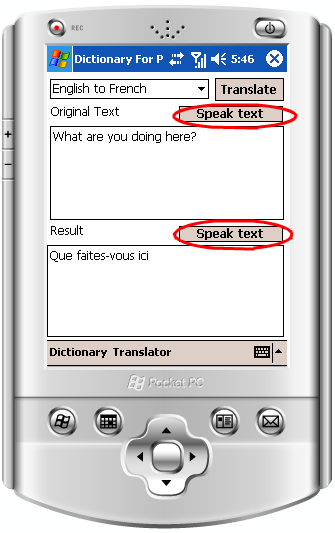 REC
Dictionary For P 5:46
English to French Translate
Original Text Speak text
What are you doing here?
Result Speak text
Que faites-vous ici
Dictionary Translator
Pocket PC